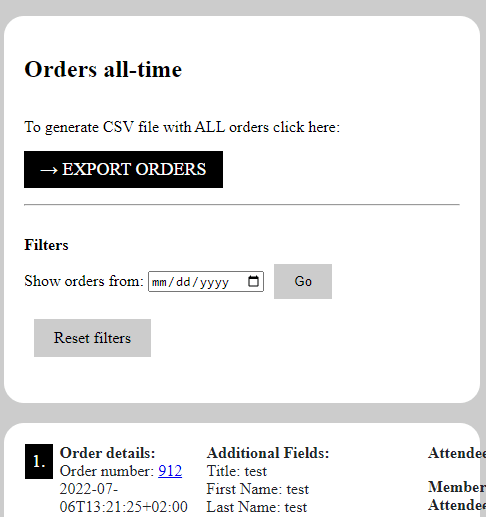 Orders all-time
To generate CSV file with ALL orders click here:
→ EXPORT ORDERS
Filters
Show orders from: mm/dd/yyyy Go
Reset filters
1.
Order details:
Order number: 912
2022-07-
06T13:21:25+02:00
Additional Fields:
Title: test
First Name: test
Last Name: test
Attendee
Member
Attendee